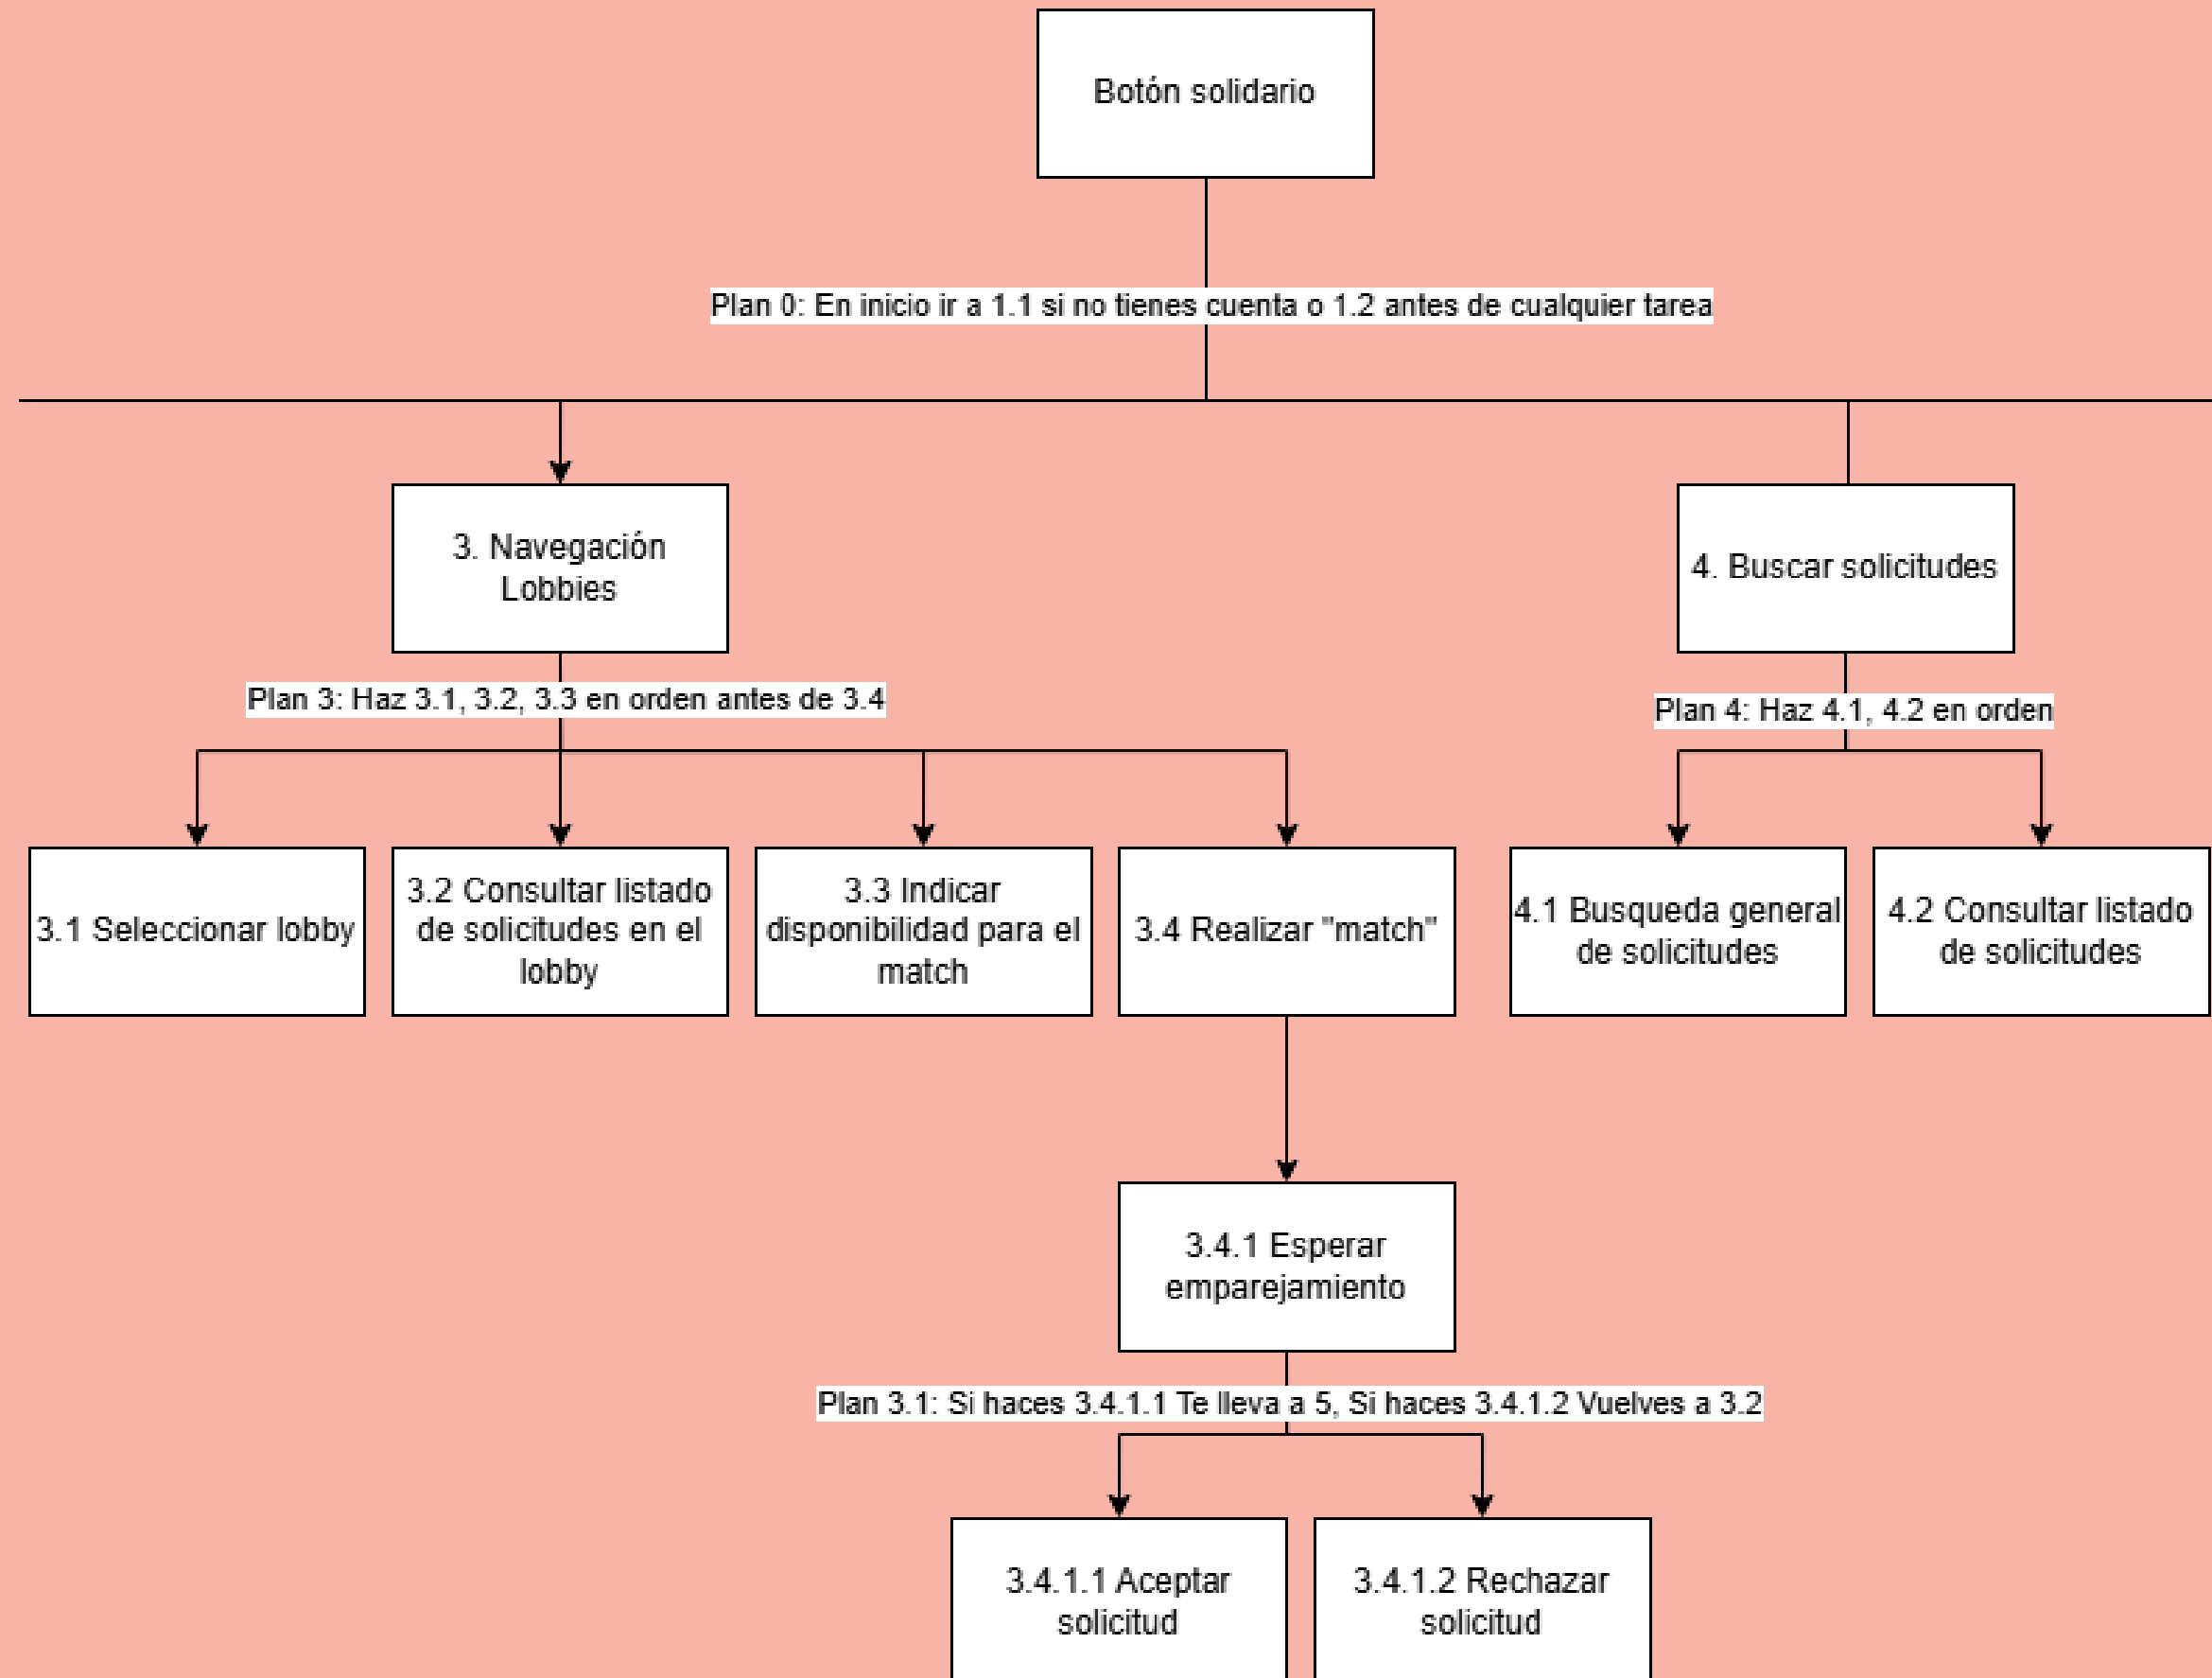 Botón solidario
Plan 0: En inicio ir a 1.1 si no tienes cuenta o 1.2 antes de cualquier tarea
3. Navegación
Lobbies
4. Buscar solicitudes
Plan 3: Haz 3.1, 3.2, 3.3 en orden antes de 3.4
Plan 4: Haz 4.1, 4.2 en orden
3.1 Seleccionar lobby
3.2 Consultar listado
de solicitudes en el
lobby
3.3 Indicar
disponibilidad para el
match
3.4 Realizar "match"
4.1 Busqueda general
de solicitudes
4.2 Consultar listado
de solicitudes
3.4.1 Esperar
emparejamiento
Plan 3.1: Si haces 3.4.1.1 Te lleva a 5, Si haces 3.4.1.2 Vuelves a 3.2
3.4.1.1 Aceptar
solicitud
3.4.1.2 Rechazar
solicitud